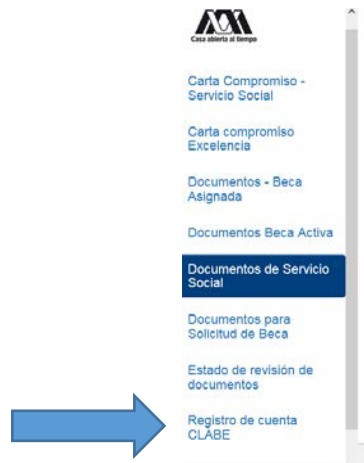 Casa abierta al tiempo
Carta Compromiso -
Servicio Social
Carta compromiso
Excelencia
Documentos - Beca
Asignada
Documentos Beca Activa
Documentos de Servicio
Social
Documentos para
Solicitud de Beca
Estado de revisión de
documentos
Registro de cuenta
CLABE